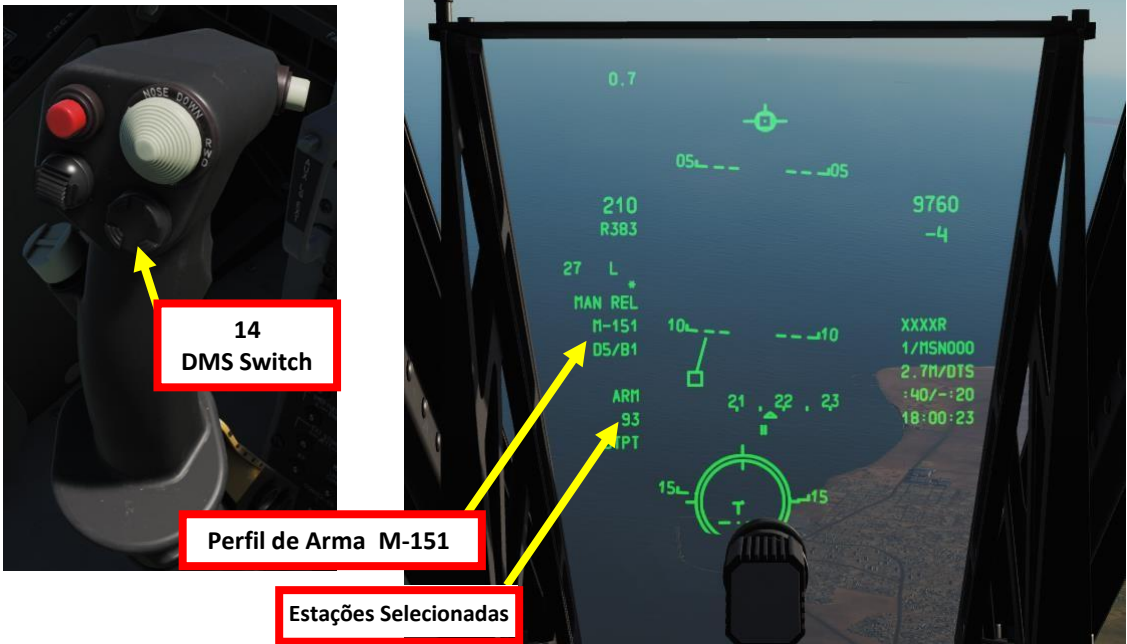 NOSE DOWN
RWD
14
DMS Switch
Perfil de Arma M-151
Estações Selecionadas
0.7
05 05
210
R383
9760
-4
27 L
*
MAN REL
M-151
D5/B1
10 10
XXXXR
1/MSN000
2.7M/DTS
:40/-:20
18:00:23
ARM
93
21 . 22 . 23
15 15